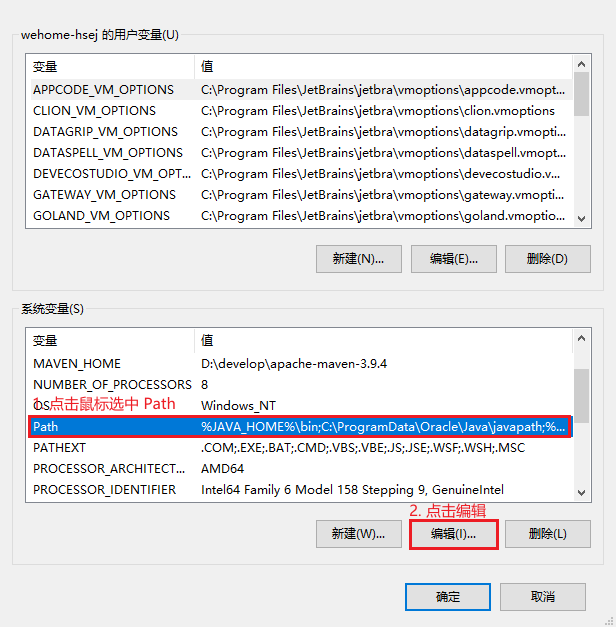 wehome-hsej 的用户变量(U)
变量 值
APPCODE_VM_OPTIONS C:\Program Files\JetBrains\jetbra\vmoptions\appcode.vmopt...
CLION_VM_OPTIONS C:\Program Files\JetBrains\jetbra\vmoptions\clion.vmoptions
DATAGRIP_VM_OPTIONS C:\Program Files\JetBrains\jetbra\vmoptions\datagrip.vmopti...
DATASPELL_VM_OPTIONS C:\Program Files\JetBrains\jetbra\vmoptions\dataspell.vmopt...
DEVECOSTUDIO_VM_OPT... C:\Program Files\JetBrains\jetbra\vmoptions\devecostudio.v...
GATEWAY_VM_OPTIONS C:\Program Files\JetBrains\jetbra\vmoptions\gateway.vmopti...
GOLAND_VM_OPTIONS C:\Program Files\JetBrains\jetbra\vmoptions\goland.vmoptio...
新建(N)... 编辑(E)... 删除(D)
系统变量(S)
变量 值
MAVEN_HOME D:\develop\apache-maven-3.9.4
NUMBER_OF_PROCESSORS 8
1. 点击鼠标选中 Path
OS Windows_NT
Path %JAVA_HOME%\bin;C:\ProgramData\Oracle\Java\javapath;%...
PATHEXT .COM;.EXE;.BAT;.CMD;.VBS;.VBE;.JS;.JSE;.WSF;.WSH;.MSC
PROCESSOR_ARCHITECT... AMD64
PROCESSOR_IDENTIFIER Intel64 Family 6 Model 158 Stepping 9, GenuineIntel
2. 点击编辑
新建(W)... 编辑(I)... 删除(L)
确定 取消